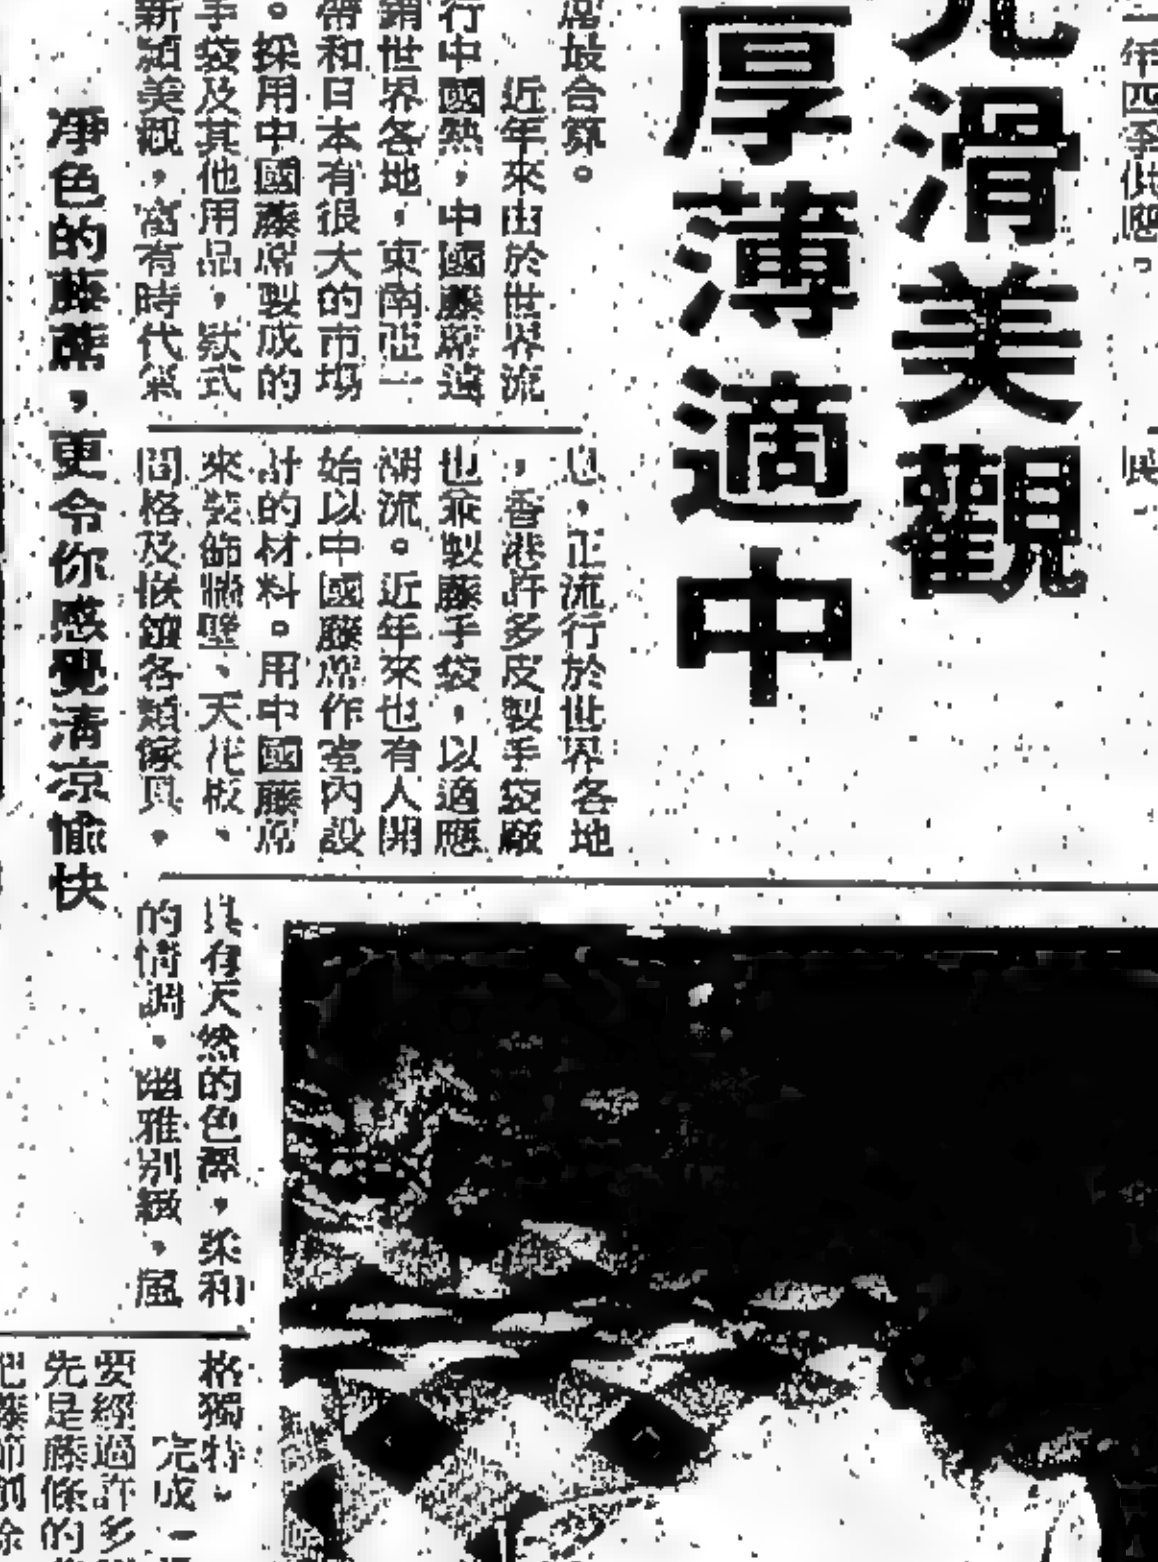 年四季供應。
光滑美觀
厚薄適中
席最合算。
近年來由於世界流
行中國熱，中國藤席遠
銷世界各地，東南亞一
帶和日本有很大的市場
。採用中國藤席製成的
手袋及其他用品，款式
新穎美觀，富有時代氣
息，正流行於世界各地
，香港許多皮製手袋廠
也兼製藤手袋，以適應
潮流。近年來也有人開
始以中國藤席作室內設
計的材料。用中國藤席
來裝飾牆壁、天花板、
間格及嵌鑲各類傢具，
具有天然的色澤，柔和
的情調，幽雅别緻，風
格獨特。
完成一
要經過許多
先是藤條的
把藤節削除
淨色的藤蓆，更令你感覺清涼愉快